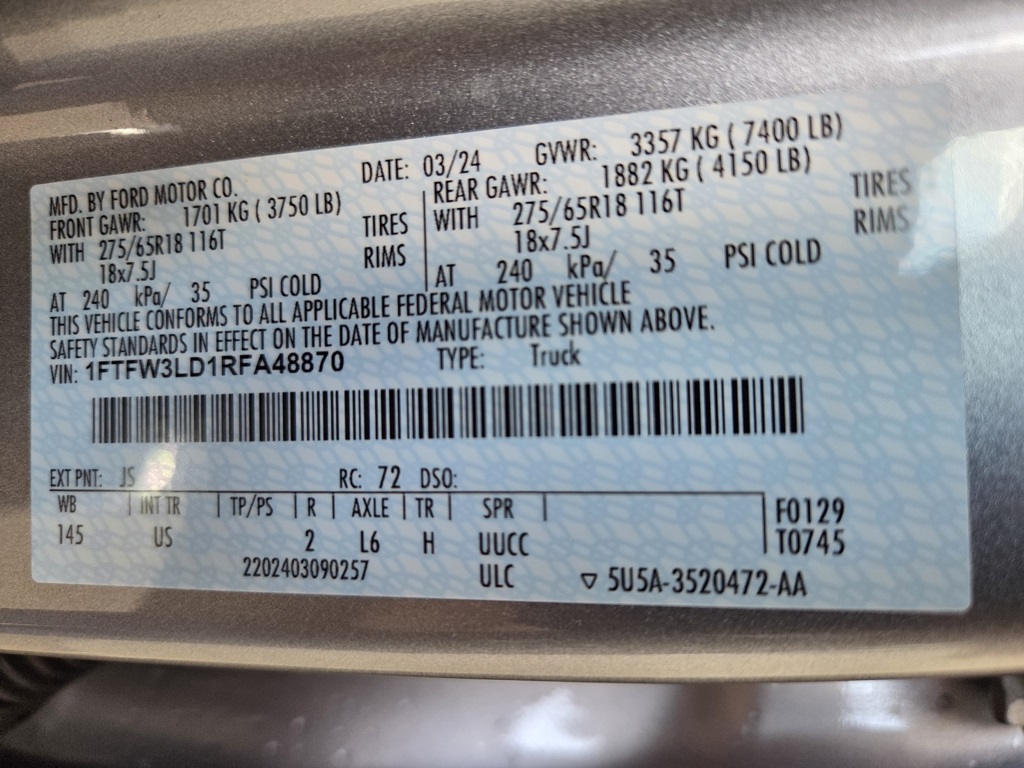 MFD. BY FORD MOTOR CO. DATE: 03/24 GVWR: 3357 KG ( 7400 LB)
FRONT GAWR: 1701 KG ( 3750 LB) REAR GAWR: 1882 KG ( 4150 LB)
WITH 275/65R18 116T TIRES WITH 275/65R18 116T TIRES
18x7.5J RIMS 18x7.5J RIMS
AT 240 kPa/ 35 PSI COLD AT 240 kPa/ 35 PSI COLD
THIS VEHICLE CONFORMS TO ALL APPLICABLE FEDERAL MOTOR VEHICLE
SAFETY STANDARDS IN EFFECT ON THE DATE OF MANUFACTURE SHOWN ABOVE.
VIN: 1FTFW3LD1RFA48870 TYPE: Truck
EXT PNT: JS RC: 72 DSO:
WB INT TR TP/PS R AXLE TR SPR F0129
145 US 2 L6 H UUCC T0745
2202403090257 ULC ▽ 5U5A-3520472-AA